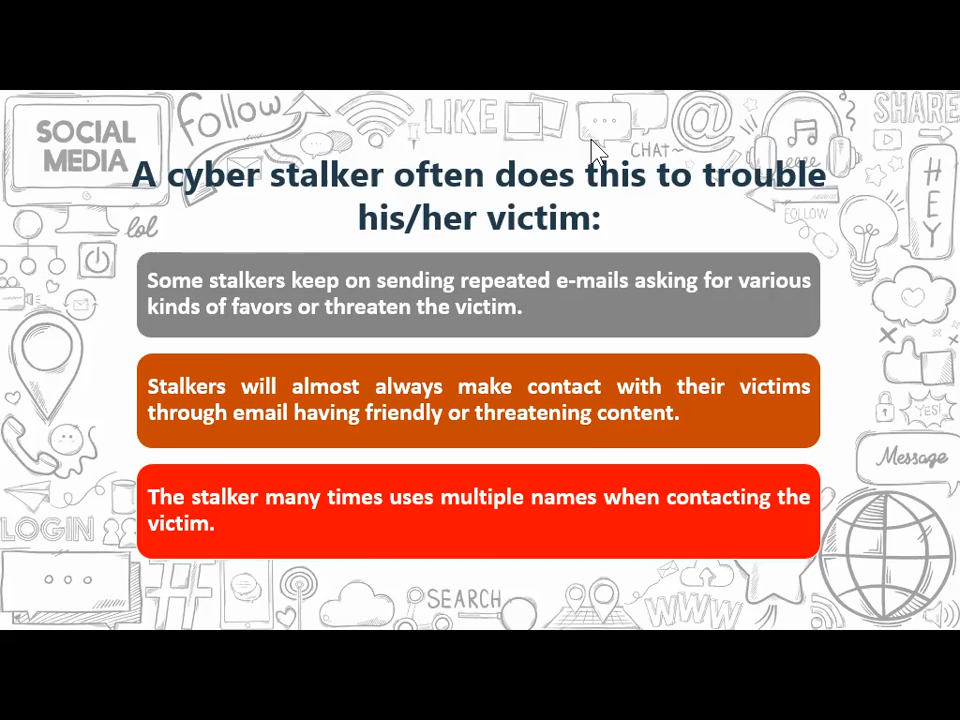 SOCIAL
MEDIA
follow
LIKE
CHAT~
@
SHARE
A cyber stalker often does this to trouble
his/her victim:
lol
FOLLOW
HEY
Some stalkers keep on sending repeated e-mails asking for various
kinds of favors or threaten the victim.
Stalkers will almost always make contact with their victims
through email having friendly or threatening content.
YES!
Message
The stalker many times uses multiple names when contacting the
victim.
LOGIN
#
SEARCH
WWW